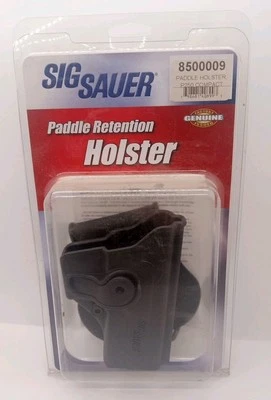 SIG SAUER®
8500009
PADDLE HOLSTER,
GENUINE
Paddle Retention
Holster